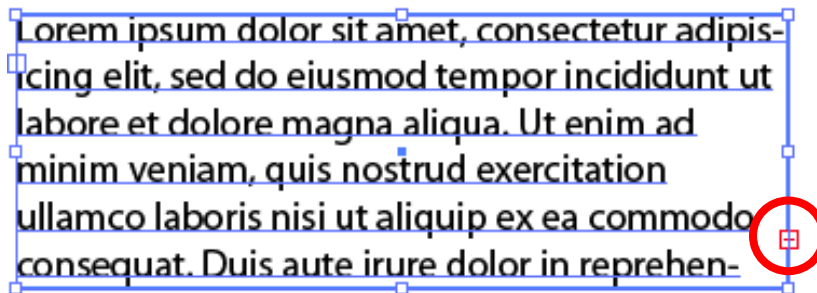 Lorem ipsum dolor sit amet, consectetur adipis-
icing elit, sed do eiusmod tempor incididunt ut
labore et dolore magna aliqua. Ut enim ad
minim veniam, quis nostrud exercitation
ullamco laboris nisi ut aliquip ex ea commodo
consequat. Duis aute irure dolor in reprehen-